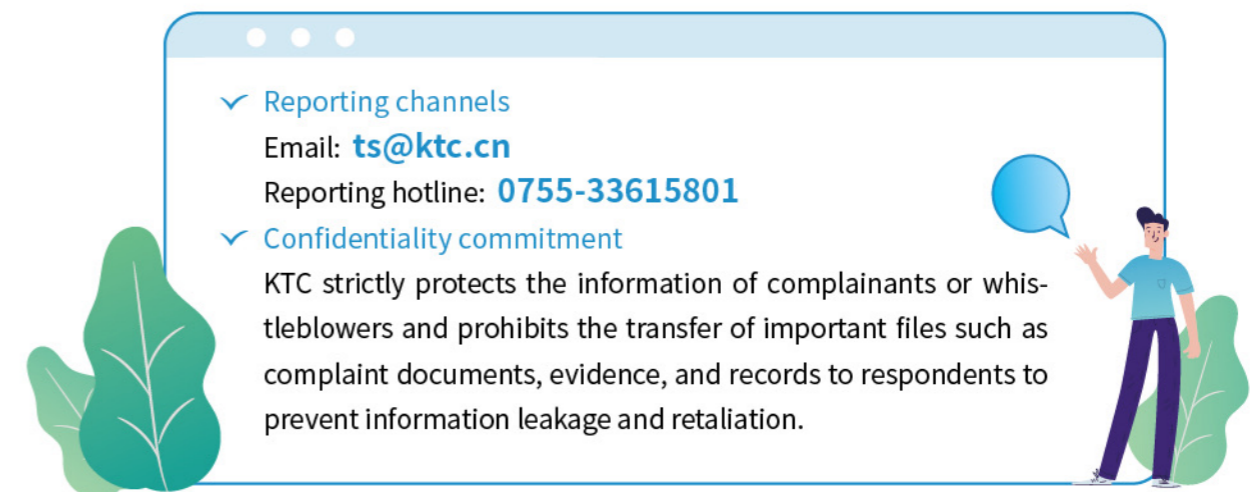 Reporting channels
Email: ts@ktc.cn
Reporting hotline: 0755-33615801
Confidentiality commitment
KTC strictly protects the information of complainants or whis-
tleblowers and prohibits the transfer of important files such as
complaint documents, evidence, and records to respondents to
prevent information leakage and retaliation.